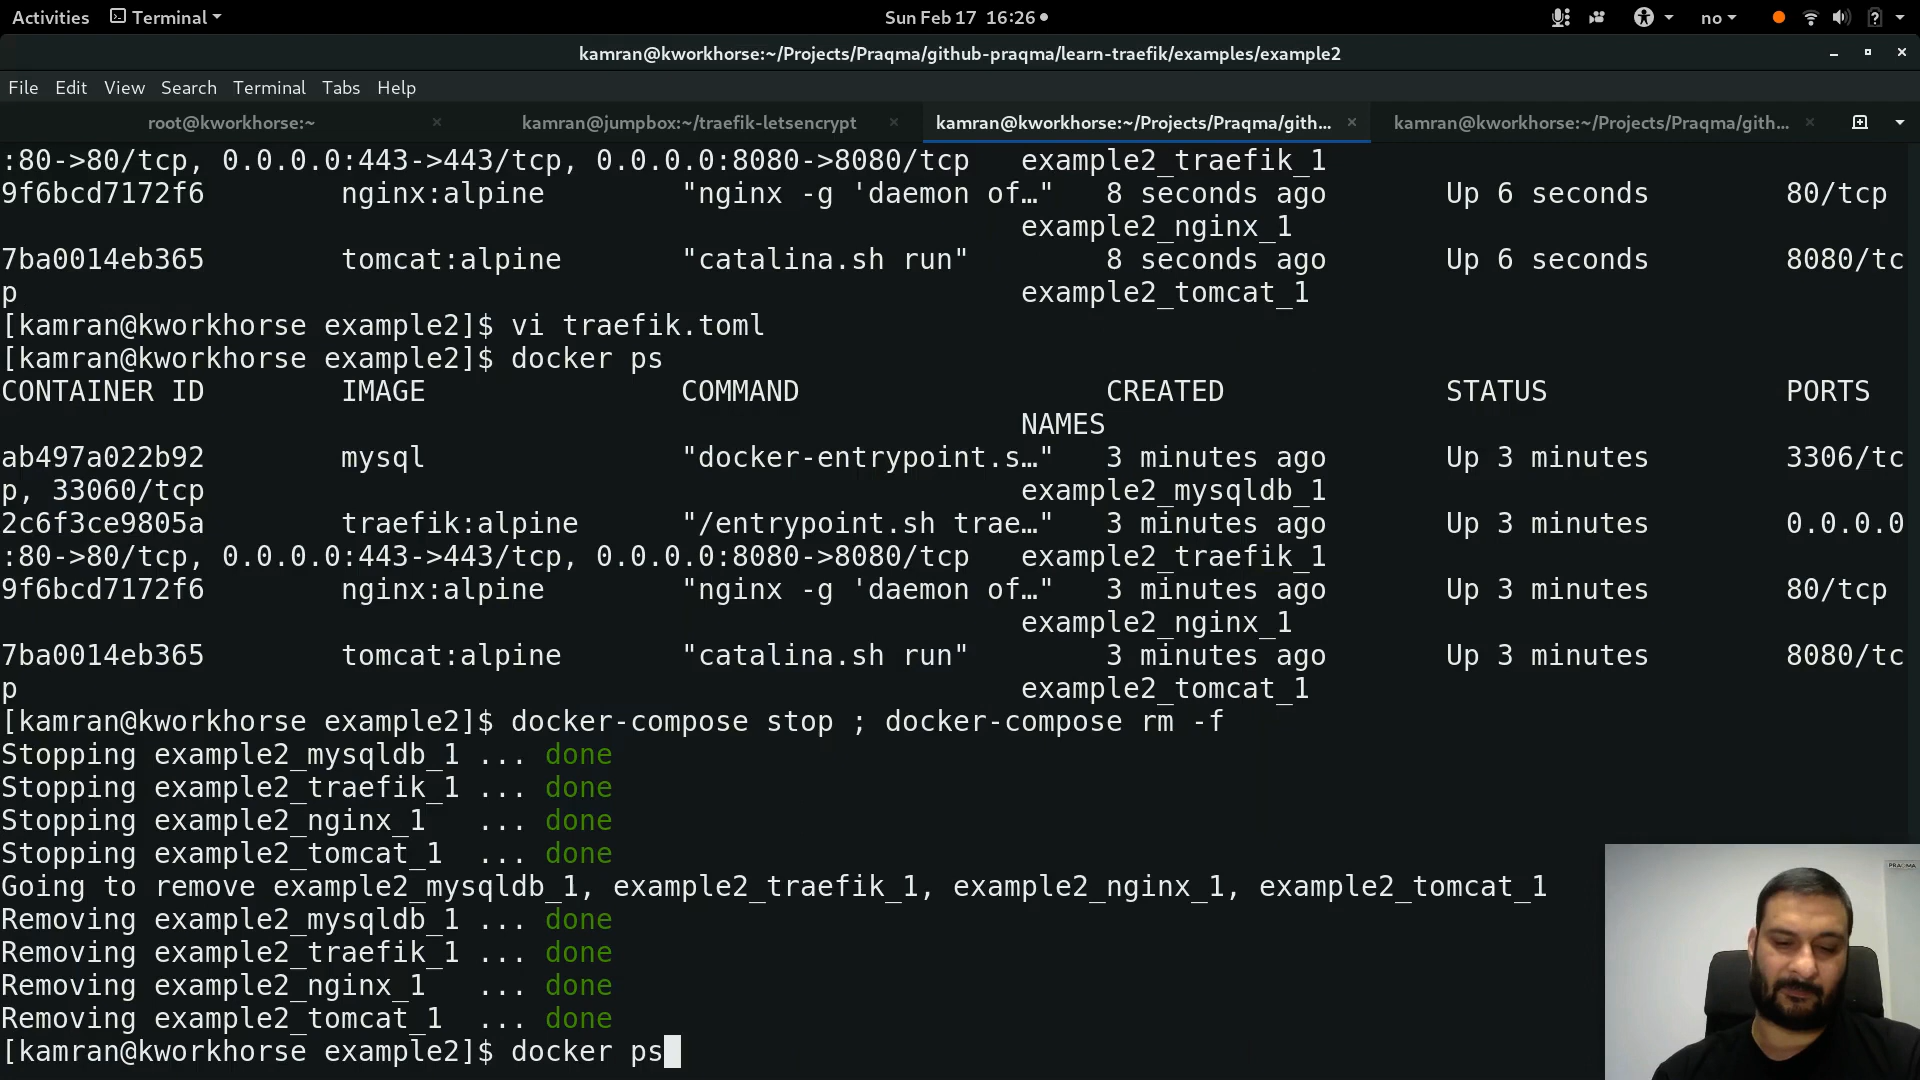 Activities Terminal Sun Feb 17 16:26 no
kamran@kworkhorse:~/Projects/Praqma/github-praqma/learn-traefik/examples/example2
File Edit View Search Terminal Tabs Help
root@kworkhorse:~ × kamran@jumpbox:~/traefik-letsencrypt × kamran@kworkhorse:~/Projects/Praqma/gith... × kamran@kworkhorse:~/Projects/Praqma/gith... ×
:80->80/tcp, 0.0.0.0:443->443/tcp, 0.0.0.0:8080->8080/tcp example2_traefik_1
9f6bcd7172f6 nginx:alpine "nginx -g 'daemon of…" 8 seconds ago Up 6 seconds 80/tcp
example2_nginx_1
7ba0014eb365 tomcat:alpine "catalina.sh run" 8 seconds ago Up 6 seconds 8080/tc
p example2_tomcat_1
[kamran@kworkhorse example2]$ vi traefik.toml
[kamran@kworkhorse example2]$ docker ps
CONTAINER ID IMAGE COMMAND CREATED STATUS PORTS
NAMES
ab497a022b92 mysql "docker-entrypoint.s…" 3 minutes ago Up 3 minutes 3306/tc
p, 33060/tcp example2_mysqldb_1
2c6f3ce9805a traefik:alpine "/entrypoint.sh trae…" 3 minutes ago Up 3 minutes 0.0.0.0
:80->80/tcp, 0.0.0.0:443->443/tcp, 0.0.0.0:8080->8080/tcp example2_traefik_1
9f6bcd7172f6 nginx:alpine "nginx -g 'daemon of…" 3 minutes ago Up 3 minutes 80/tcp
example2_nginx_1
7ba0014eb365 tomcat:alpine "catalina.sh run" 3 minutes ago Up 3 minutes 8080/tc
p example2_tomcat_1
[kamran@kworkhorse example2]$ docker-compose stop ; docker-compose rm -f
Stopping example2_mysqldb_1 ... done
Stopping example2_traefik_1 ... done
Stopping example2_nginx_1 ... done
Stopping example2_tomcat_1 ... done
Going to remove example2_mysqldb_1, example2_traefik_1, example2_nginx_1, example2_tomcat_1
Removing example2_mysqldb_1 ... done
Removing example2_traefik_1 ... done
Removing example2_nginx_1 ... done
Removing example2_tomcat_1 ... done
[kamran@kworkhorse example2]$ docker ps
PRAQMA